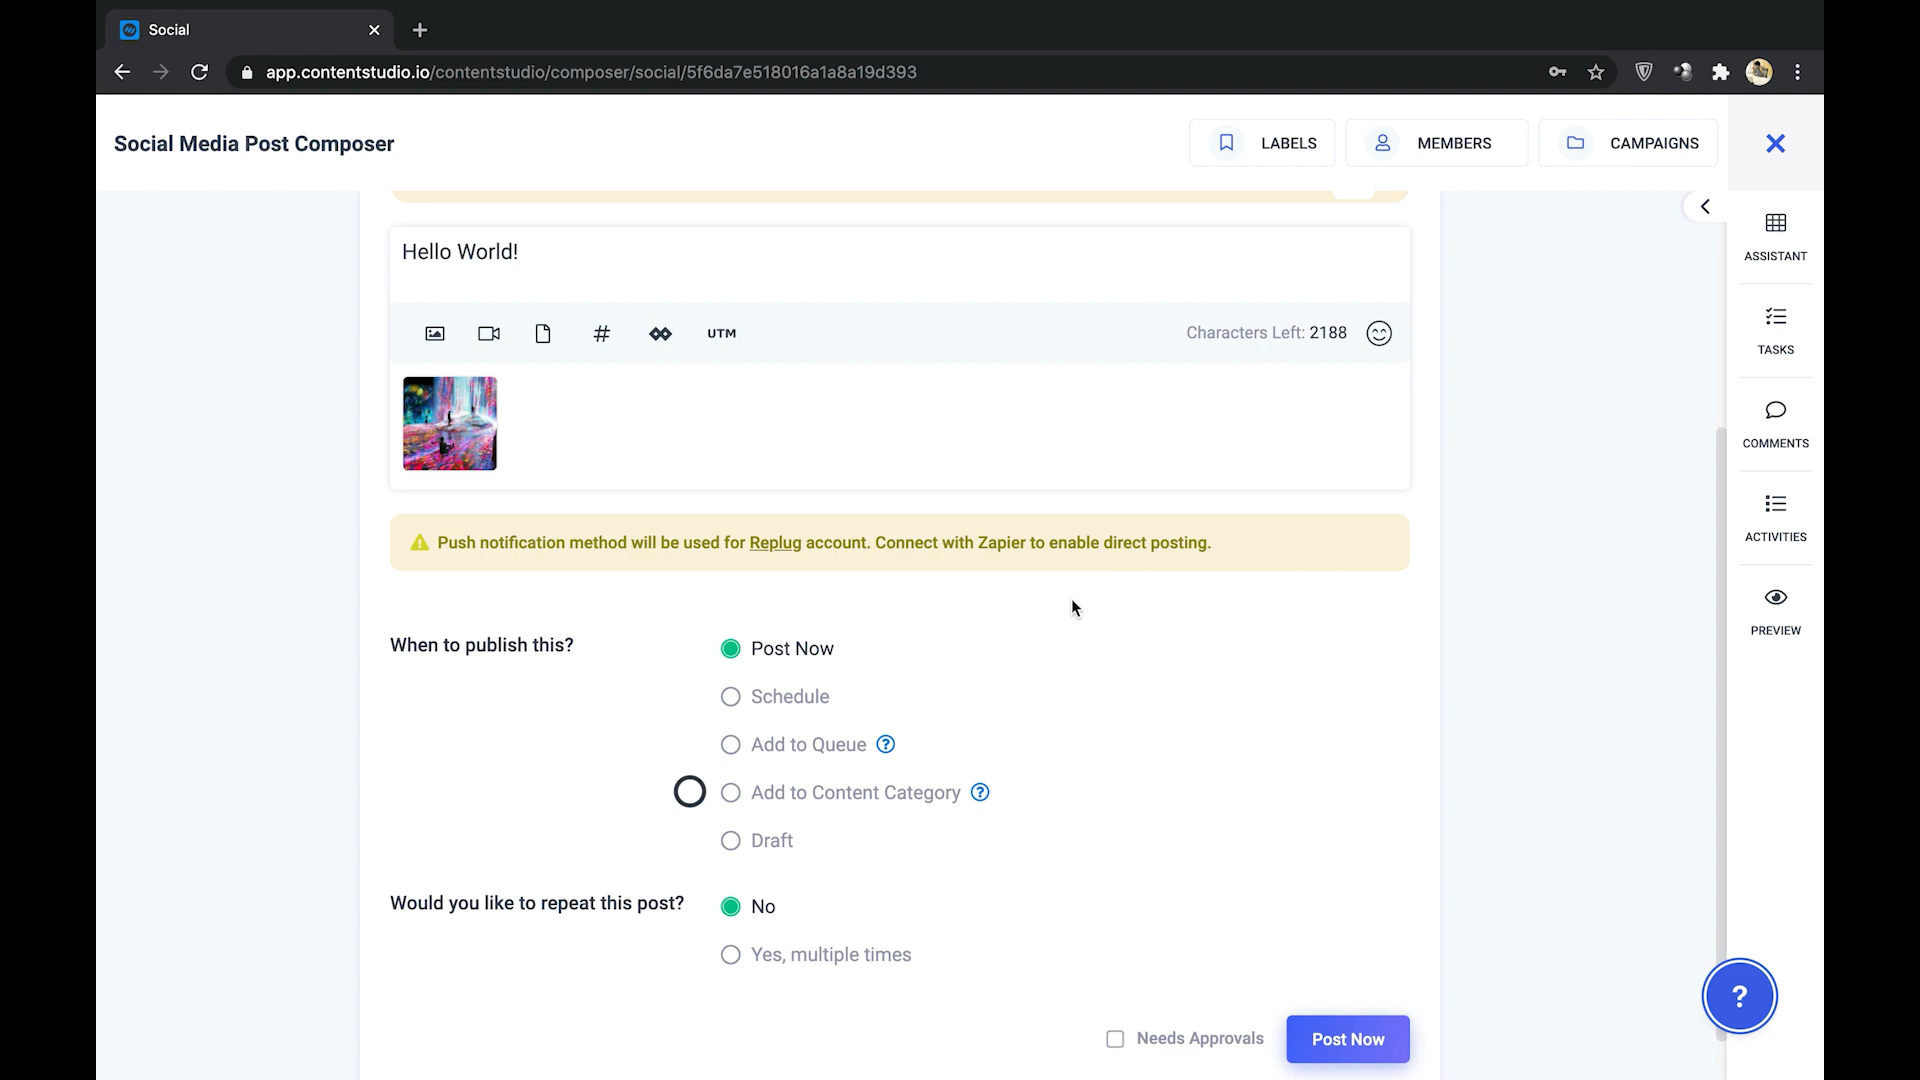 Social
app.contentstudio.io/contentstudio/composer/social/5f6da7e518016a1a8a19d393
Social Media Post Composer
LABELS
MEMBERS
CAMPAIGNS
Hello World!
UTM
Characters Left: 2188
Push notification method will be used for Replug account. Connect with Zapier to enable direct posting.
When to publish this?
Post Now
Schedule
Add to Queue ?
Add to Content Category ?
Draft
Would you like to repeat this post?
No
Yes, multiple times
Needs Approvals
Post Now
ASSISTANT
TASKS
COMMENTS
ACTIVITIES
PREVIEW
?